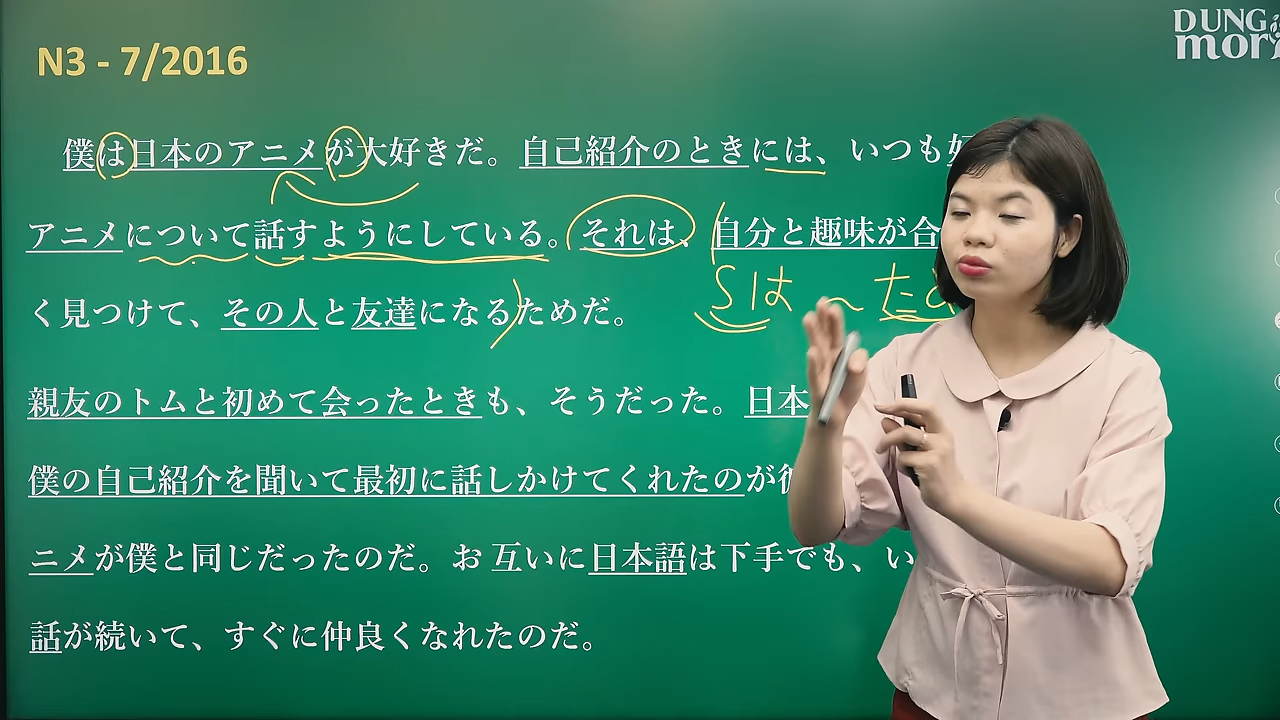 N3 - 7/2016
DUNG
mori
僕は日本のアニメが大好きだ。自己紹介のときには、いつも好
アニメについて話すようにしている。それは、自分と趣味が合
く見つけて、その人と友達になるためだ。
は ~ ため
親友のトムと初めて会ったときも、そうだった。日本
僕の自己紹介を聞いて最初に話しかけてくれたのが彼
ニメが僕と同じだったのだ。お互いに日本語は下手でも、い
話が続いて、すぐに仲良くなれたのだ。